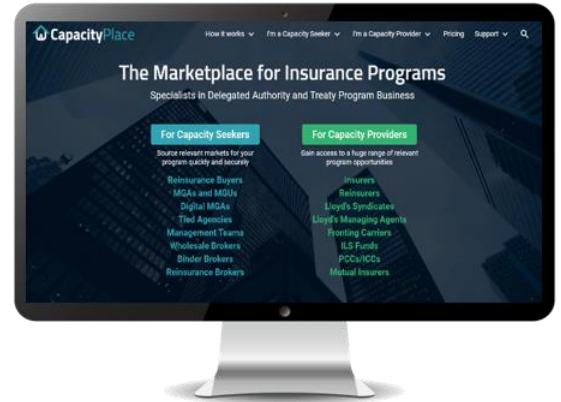 CapacityPlace
How it works I'm a Capacity Seeker I'm a Capacity Provider Pricing Support
The Marketplace for Insurance Programs
Specialists in Delegated Authority and Treaty Program Business
For Capacity Seekers
Source relevant markets for your
program quickly and securely
Reinsurance Buyers
MGAs and MGUs
Digital MGAs
Tied Agencies
Management Teams
Wholesale Brokers
Binder Brokers
Reinsurance Brokers
For Capacity Providers
Gain access to a huge range of relevant
program opportunities
Insurers
Reinsurers
Lloyd's Syndicates
Lloyd's Managing Agents
Fronting Carriers
ILS Funds
PCCs/ICCs
Mutual Insurers